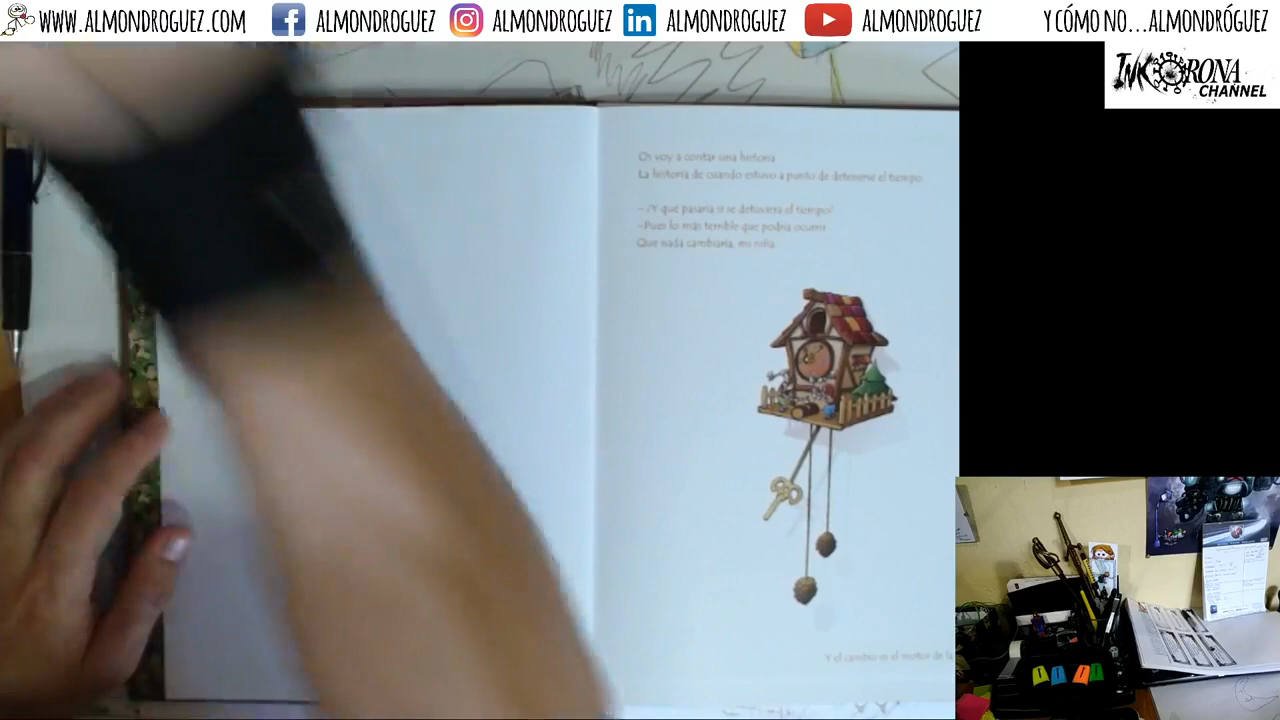 WWW.ALMONDROGUEZ.COM
ALMONDROGUEZ
ALMONDROGUEZ
ALMONDROGUEZ
ALMONDROGUEZ
Y CÓMO NO...ALMONDRÓGUEZ
INKORONA
CHANNEL
Os voy a contar una historia
La historia de cuando estuvo a punto de detenerse el tiempo.
– ¿Y qué pasaría si se detuviera el tiempo?
–Pues lo más terrible que podría ocurrir
Que nada cambiaría, mi niña.
Y el cambio es el motor de la